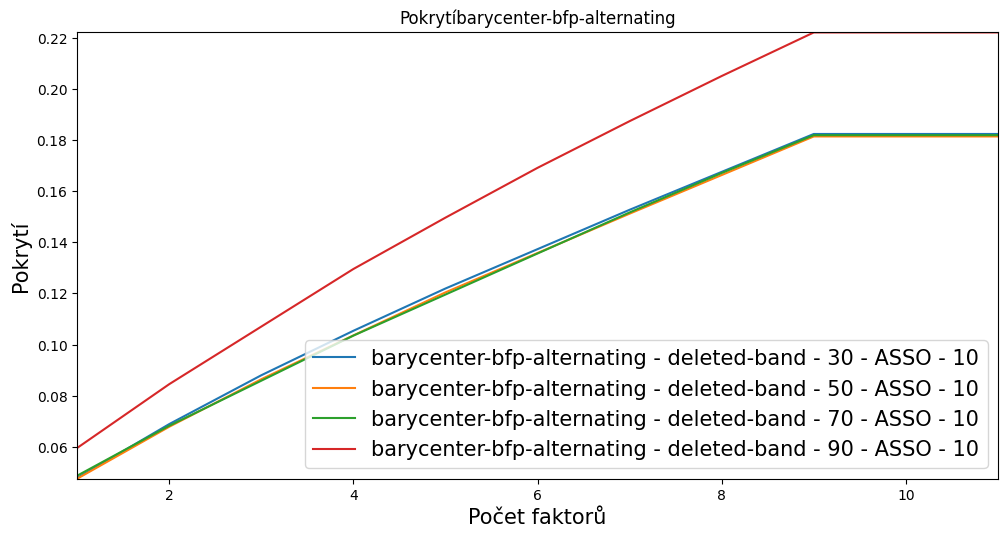 Pokrytíbarycenter-bfp-alternating
0.22
0.20
0.18
0.16
0.14
0.12
0.10
0.08
0.06
Pokrytí
barycenter-bfp-alternating - deleted-band - 30 - ASSO - 10
barycenter-bfp-alternating - deleted-band - 50 - ASSO - 10
barycenter-bfp-alternating - deleted-band - 70 - ASSO - 10
barycenter-bfp-alternating - deleted-band - 90 - ASSO - 10
2 4 6 8 10
Počet faktorů